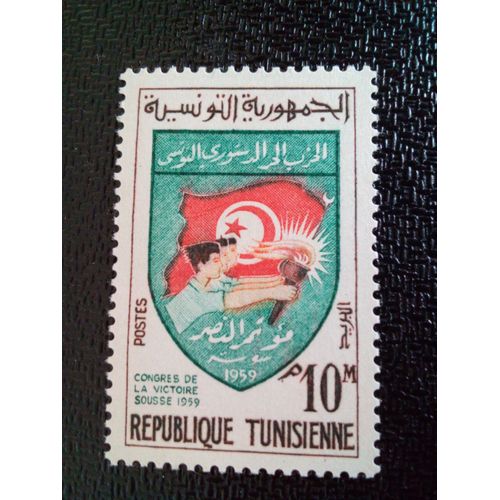 الجمهورية التونسية
الحزب الحر الدستوري التونسي
مؤتمر النصر
سوسة
1959
POSTES
البريد
CONGRES DE
LA VICTOIRE
SOUSSE 1959
م 10 M
REPUBLIQUE TUNISIENNE